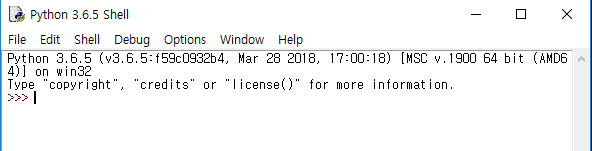 Python 3.6.5 Shell
File Edit Shell Debug Options Window Help
Python 3.6.5 (v3.6.5:f59c0932b4, Mar 28 2018, 17:00:18) [MSC v.1900 64 bit (AMD6
4)] on win32
Type "copyright", "credits" or "license()" for more information.
>>>